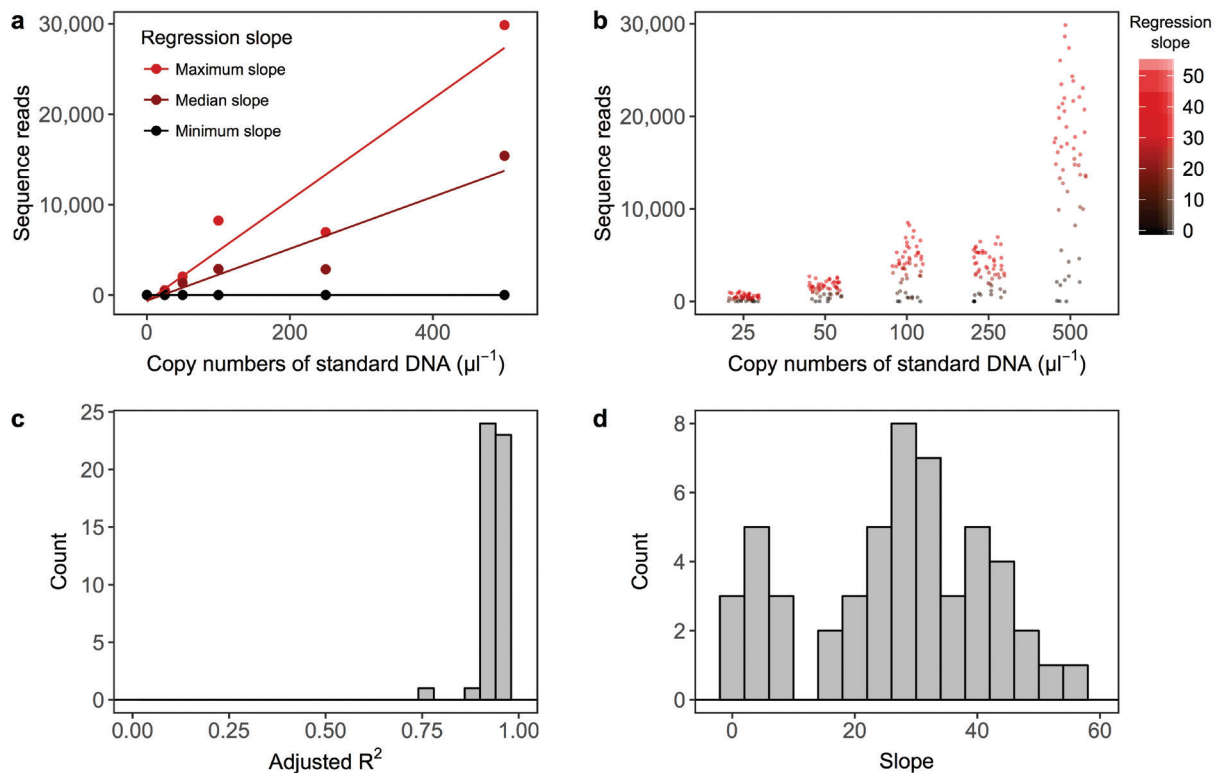 a
30,000
20,000
10,000
0
Sequence reads
Regression slope
Maximum slope
Median slope
Minimum slope
0 200 400
Copy numbers of standard DNA (µl⁻¹)
b
30,000
20,000
10,000
0
Sequence reads
25 50 100 250 500
Copy numbers of standard DNA (µl⁻¹)
Regression
slope
50
40
30
20
10
0
c
25
20
15
10
5
0
Count
0.00 0.25 0.50 0.75 1.00
Adjusted R²
d
8
6
4
2
0
Count
0 20 40 60
Slope